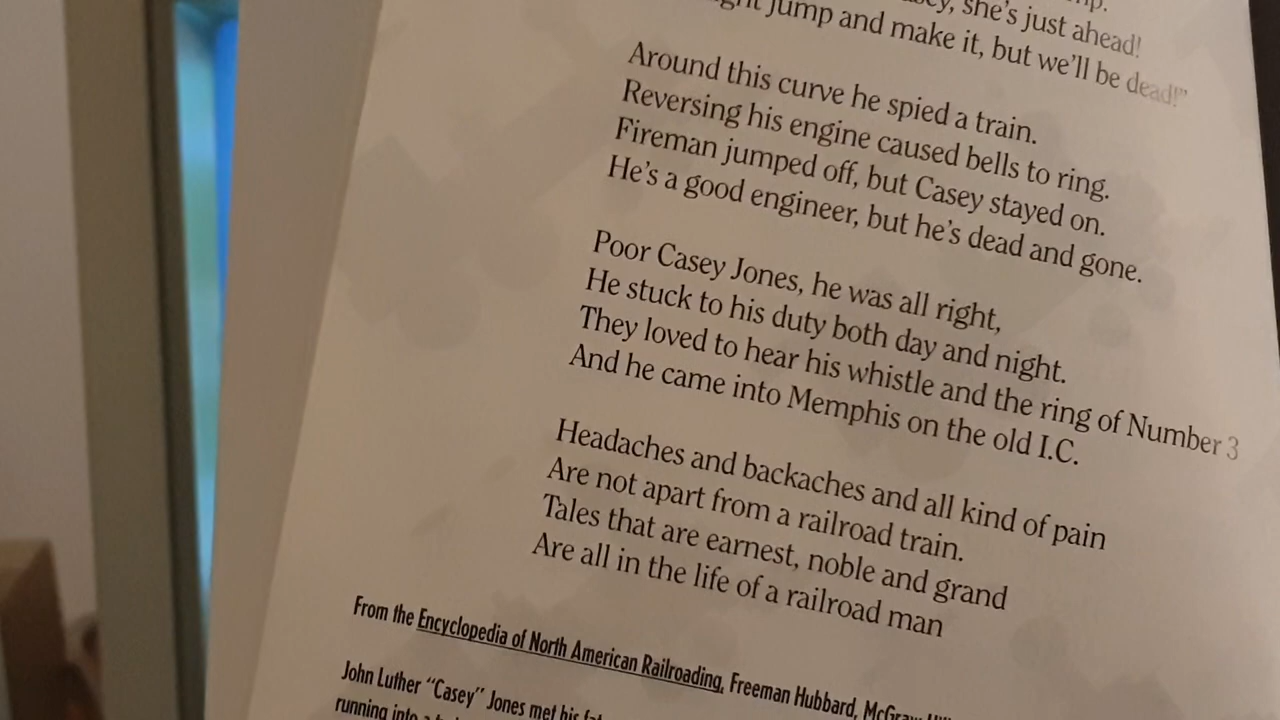 she's just ahead!
jump and make it, but we'll be dead!"
Around this curve he spied a train.
Reversing his engine caused bells to ring.
Fireman jumped off, but Casey stayed on.
He's a good engineer, but he's dead and gone.
Poor Casey Jones, he was all right,
He stuck to his duty both day and night.
They loved to hear his whistle and the ring of Number 3
And he came into Memphis on the old I.C.
Headaches and backaches and all kind of pain
Are not apart from a railroad train.
Tales that are earnest, noble and grand
Are all in the life of a railroad man
From the Encyclopedia of North American Railroading, Freeman Hubbard,
John Luther "Casey" Jones met his
running into a